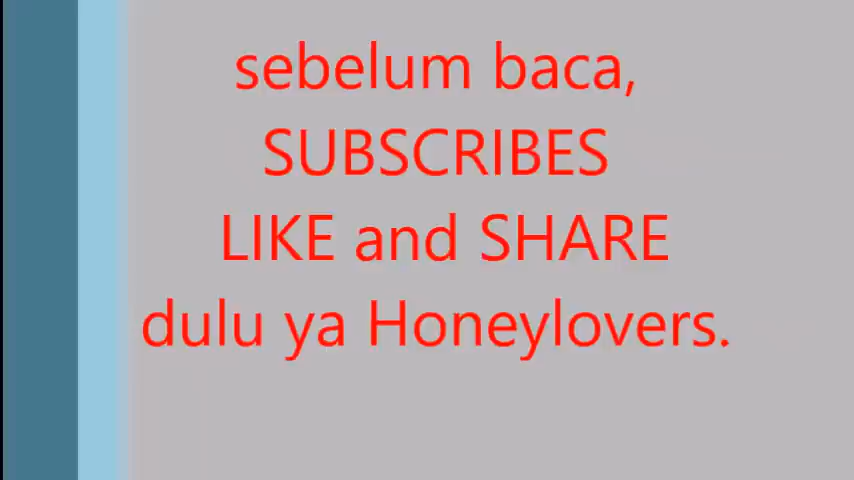 sebelum baca,
SUBSCRIBES
LIKE and SHARE
dulu ya Honeylovers.